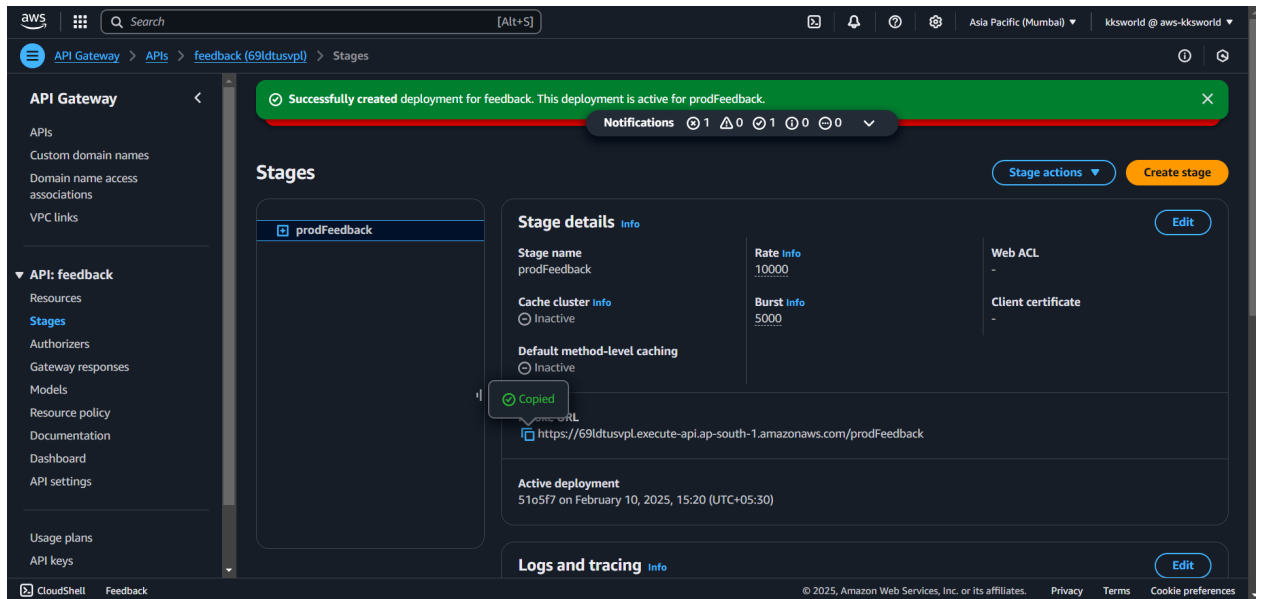 aws
Search
[Alt+S]
Asia Pacific (Mumbai) ▼
kksworld @ aws-kksworld ▼
API Gateway > APIs > feedback (69ldtusvpl) > Stages
API Gateway
APIs
Custom domain names
Domain name access
associations
VPC links
▼ API: feedback
Resources
Stages
Authorizers
Gateway responses
Models
Resource policy
Documentation
Dashboard
API settings
Usage plans
API keys
Successfully created deployment for feedback. This deployment is active for prodFeedback.
Notifications 1 0 1 0 0
Stages
Stage actions ▼
Create stage
prodFeedback
Stage details Info
Edit
Stage name
prodFeedback
Rate Info
10000
Web ACL
-
Cache cluster Info
Inactive
Burst Info
5000
Client certificate
-
Default method-level caching
Inactive
Copied
URL
https://69ldtusvpl.execute-api.ap-south-1.amazonaws.com/prodFeedback
Active deployment
51o5f7 on February 10, 2025, 15:20 (UTC+05:30)
Logs and tracing Info
Edit
CloudShell Feedback
© 2025, Amazon Web Services, Inc. or its affiliates. Privacy Terms Cookie preferences